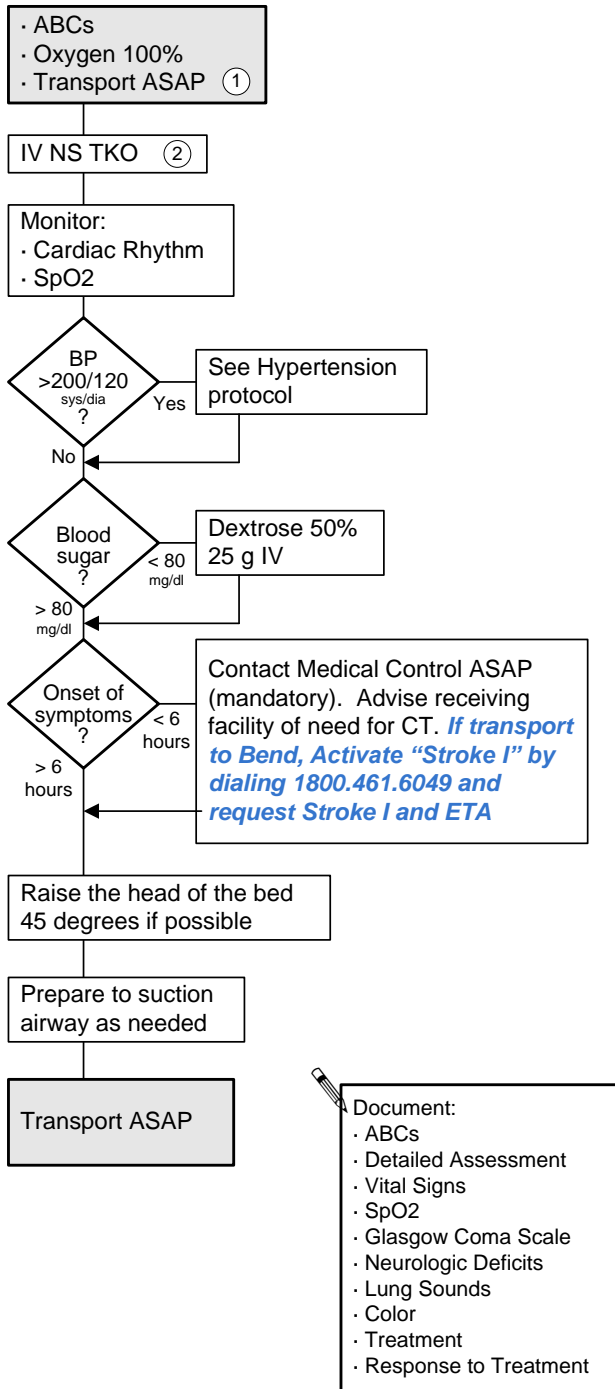 · ABCs
· Oxygen 100%
· Transport ASAP 1
IV NS TKO 2
Monitor:
· Cardiac Rhythm
· SpO2
BP
>200/120
sys/dia
?
Yes
No
See Hypertension
protocol
Blood
sugar
?
< 80
mg/dl
> 80
mg/dl
Dextrose 50%
25 g IV
Onset of
symptoms
?
< 6
hours
> 6
hours
Contact Medical Control ASAP
(mandatory). Advise receiving
facility of need for CT. If transport
to Bend, Activate “Stroke I” by
dialing 1800.461.6049 and
request Stroke I and ETA
Raise the head of the bed
45 degrees if possible
Prepare to suction
airway as needed
Transport ASAP
Document:
· ABCs
· Detailed Assessment
· Vital Signs
· SpO2
· Glasgow Coma Scale
· Neurologic Deficits
· Lung Sounds
· Color
· Treatment
· Response to Treatment